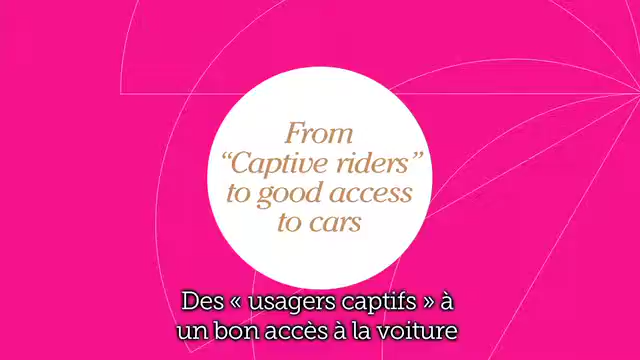 From
“Captive riders”
to good access
to cars
Des « usagers captifs » à
un bon accès à la voiture